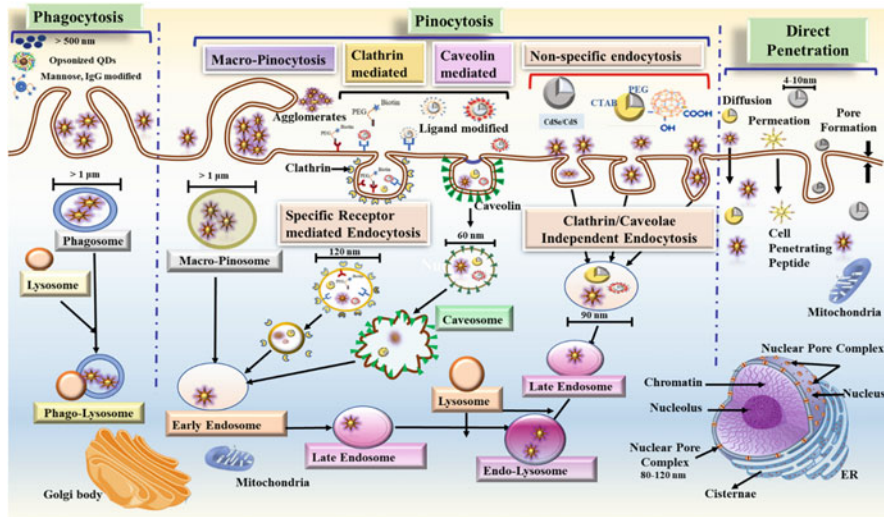 Phagocytosis
> 500 nm
Opsonized QDs
Mannose, IgG modified
> 1 μm
Phagosome
Lysosome
Phago-Lysosome
Golgi body
Pinocytosis
Macro-Pinocytosis
Clathrin
mediated
Caveolin
mediated
Non-specific endocytosis
Agglomerates
PEG
Biotin
PEG
Biotin
Ligand modified
CdSe/CdS
CTAB
PEG
COOH
OH
Clathrin
PEG
Biotin
Caveolin
> 1 μm
Macro-Pinosome
Specific Receptor
mediated Endocytosis
120 nm
60 nm
Clathrin/Caveolae
Independent Endocytosis
90 nm
Caveosome
Early Endosome
Late Endosome
Lysosome
Late Endosome
Endo-Lysosome
Mitochondria
Direct
Penetration
4-10nm
Diffusion
Permeation
Pore
Formation
Cell
Penetrating
Peptide
Mitochondria
Nuclear Pore Complex
Chromatin
Nucleus
Nucleolus
Nuclear Pore
Complex
80-120 nm
ER
Cisternae